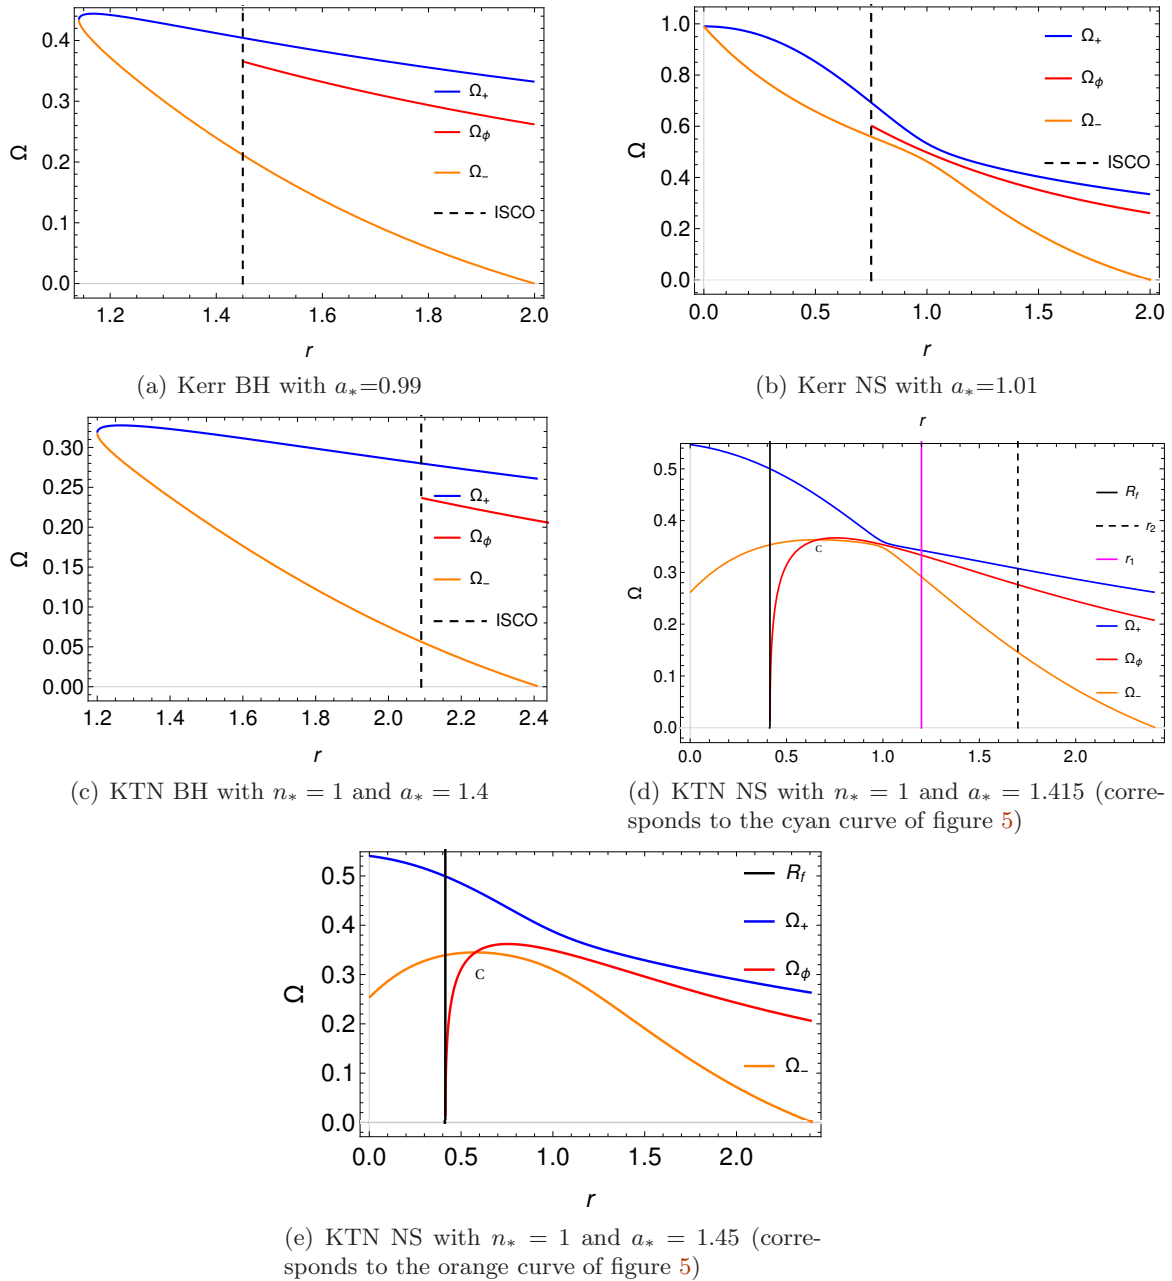 0.4
0.3
0.2
0.1
0.0
Ω
1.2
1.4
1.6
1.8
2.0
r
Ω₊
Ωϕ
Ω₋
ISCO
(a) Kerr BH with a∗=0.99
1.0
0.8
0.6
0.4
0.2
0.0
Ω
0.0
0.5
1.0
1.5
2.0
r
Ω₊
Ωϕ
Ω₋
ISCO
(b) Kerr NS with a∗=1.01
0.30
0.25
0.20
0.15
0.10
0.05
0.00
Ω
1.2
1.4
1.6
1.8
2.0
2.2
2.4
r
Ω₊
Ωϕ
Ω₋
ISCO
(c) KTN BH with n∗ = 1 and a∗ = 1.4
r
0.5
0.4
0.3
0.2
0.1
0.0
Ω
0.0
0.5
1.0
1.5
2.0
C
R_f
r₂
r₁
Ω₊
Ωϕ
Ω₋
(d) KTN NS with n∗ = 1 and a∗ = 1.415 (corre-
sponds to the cyan curve of figure 5)
0.5
0.4
0.3
0.2
0.1
0.0
Ω
0.0
0.5
1.0
1.5
2.0
r
C
R_f
Ω₊
Ωϕ
Ω₋
(e) KTN NS with n∗ = 1 and a∗ = 1.45 (corre-
sponds to the orange curve of figure 5)